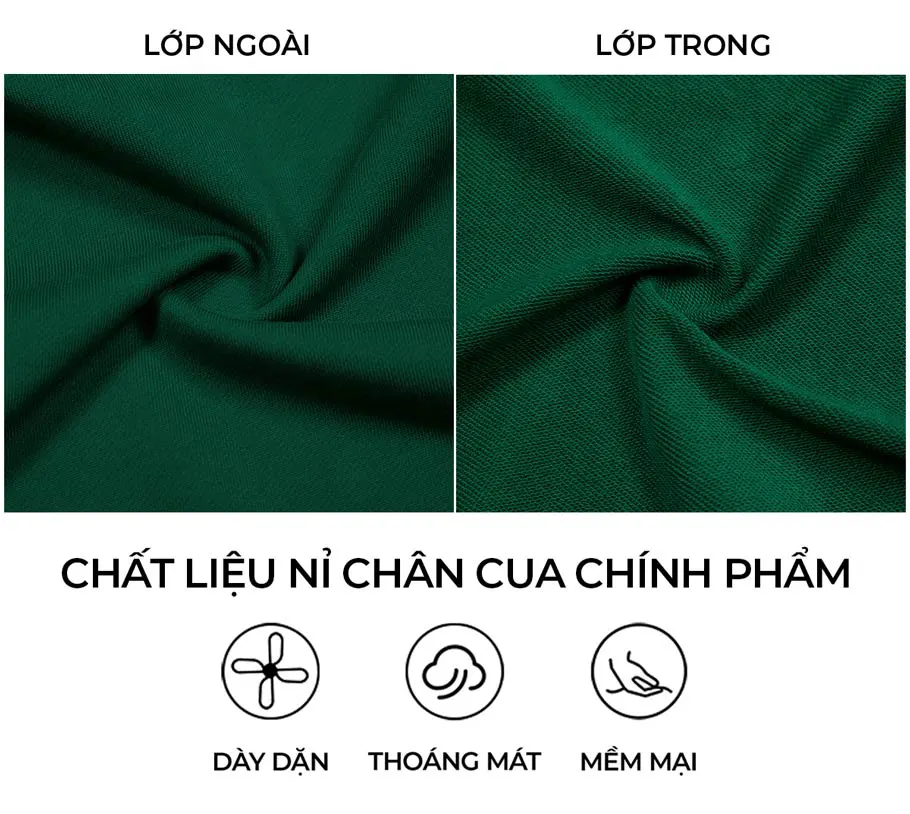 LỚP NGOÀI
LỚP TRONG
CHẤT LIỆU NỈ CHÂN CUA CHÍNH PHẨM
DÀY DẶN
THOÁNG MÁT
MỀM MẠI